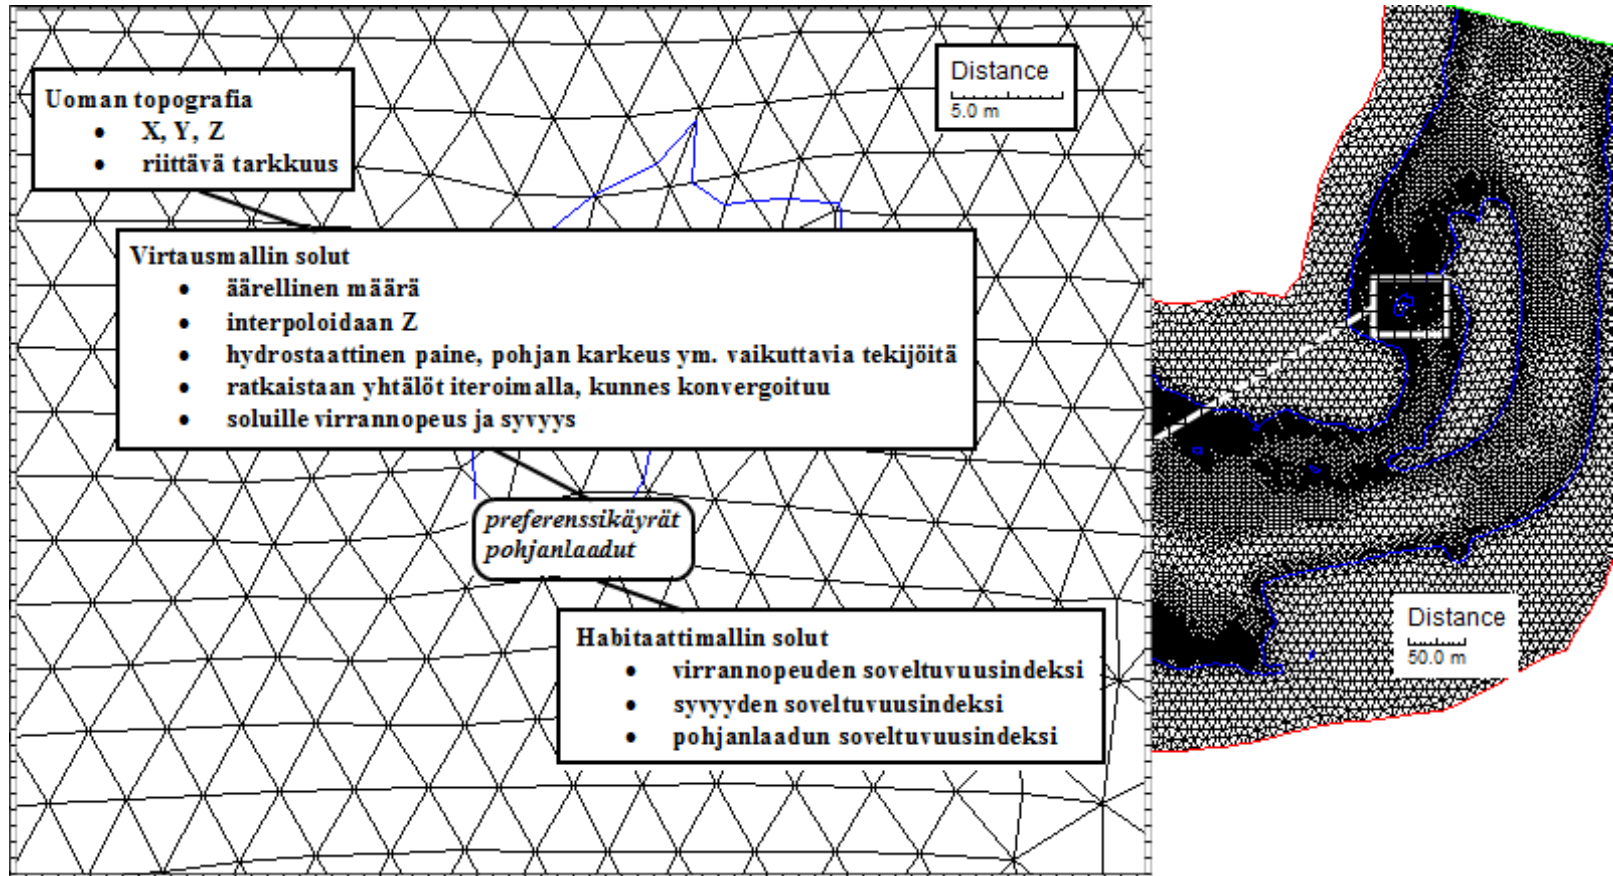 Uoman topografia
• X, Y, Z
• riittävä tarkkuus
Distance
5.0 m
Virtausmallin solut
• äärellinen määrä
• interpoloidaan Z
• hydrostaattinen paine, pohjan karkeus ym. vaikuttavia tekijöitä
• ratkaistaan yhtälöt iteroimalla, kunnes konvergoituu
• soluille virrannopeus ja syvyys
preferenssikäyrät
pohjanlaadut
Habitaattimallin solut
• virrannopeuden soveltuvuusindeksi
• syvyyden soveltuvuusindeksi
• pohjanlaadun soveltuvuusindeksi
Distance
50.0 m